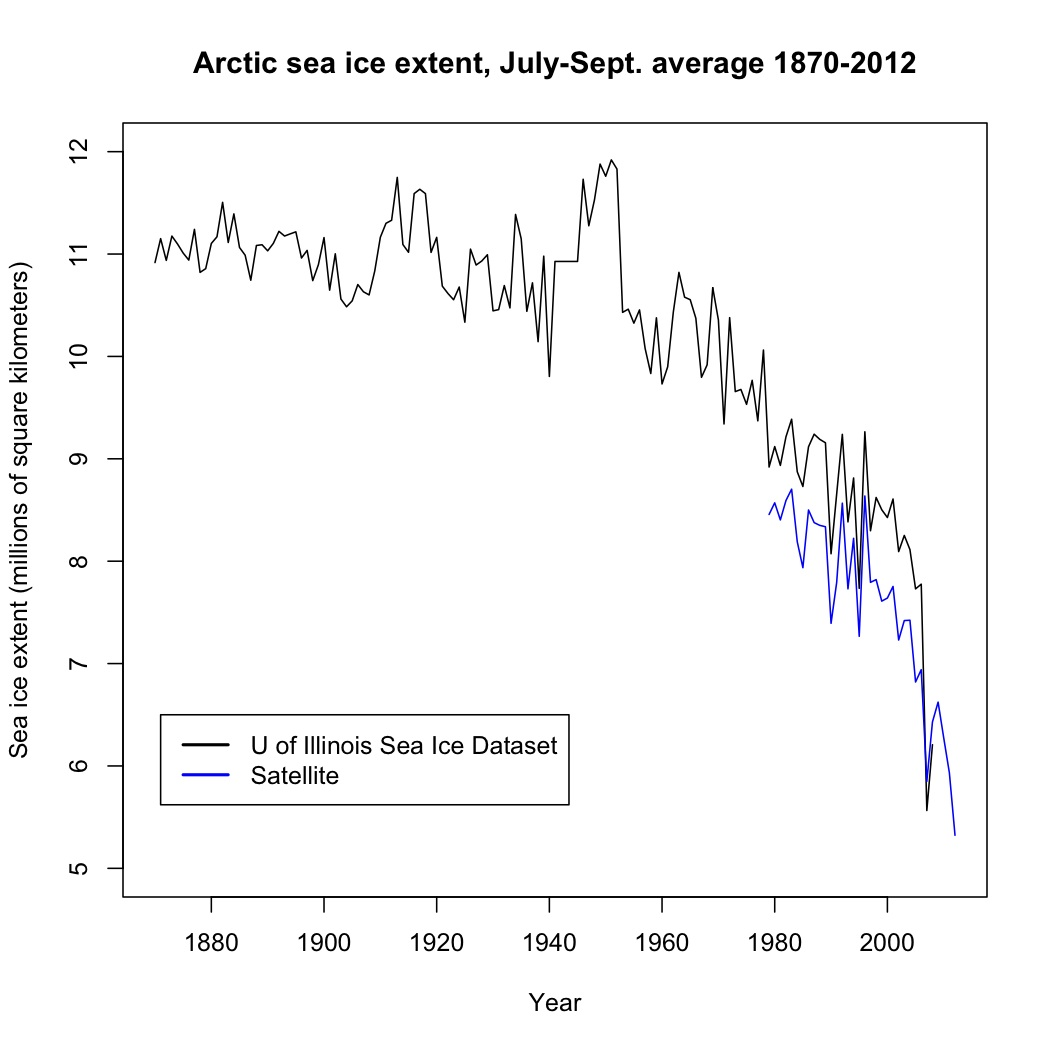 Arctic sea ice extent, July-Sept. average 1870-2012
Sea ice extent (millions of square kilometers)
12
11
10
9
8
7
6
5
U of Illinois Sea Ice Dataset
Satellite
1880 1900 1920 1940 1960 1980 2000
Year